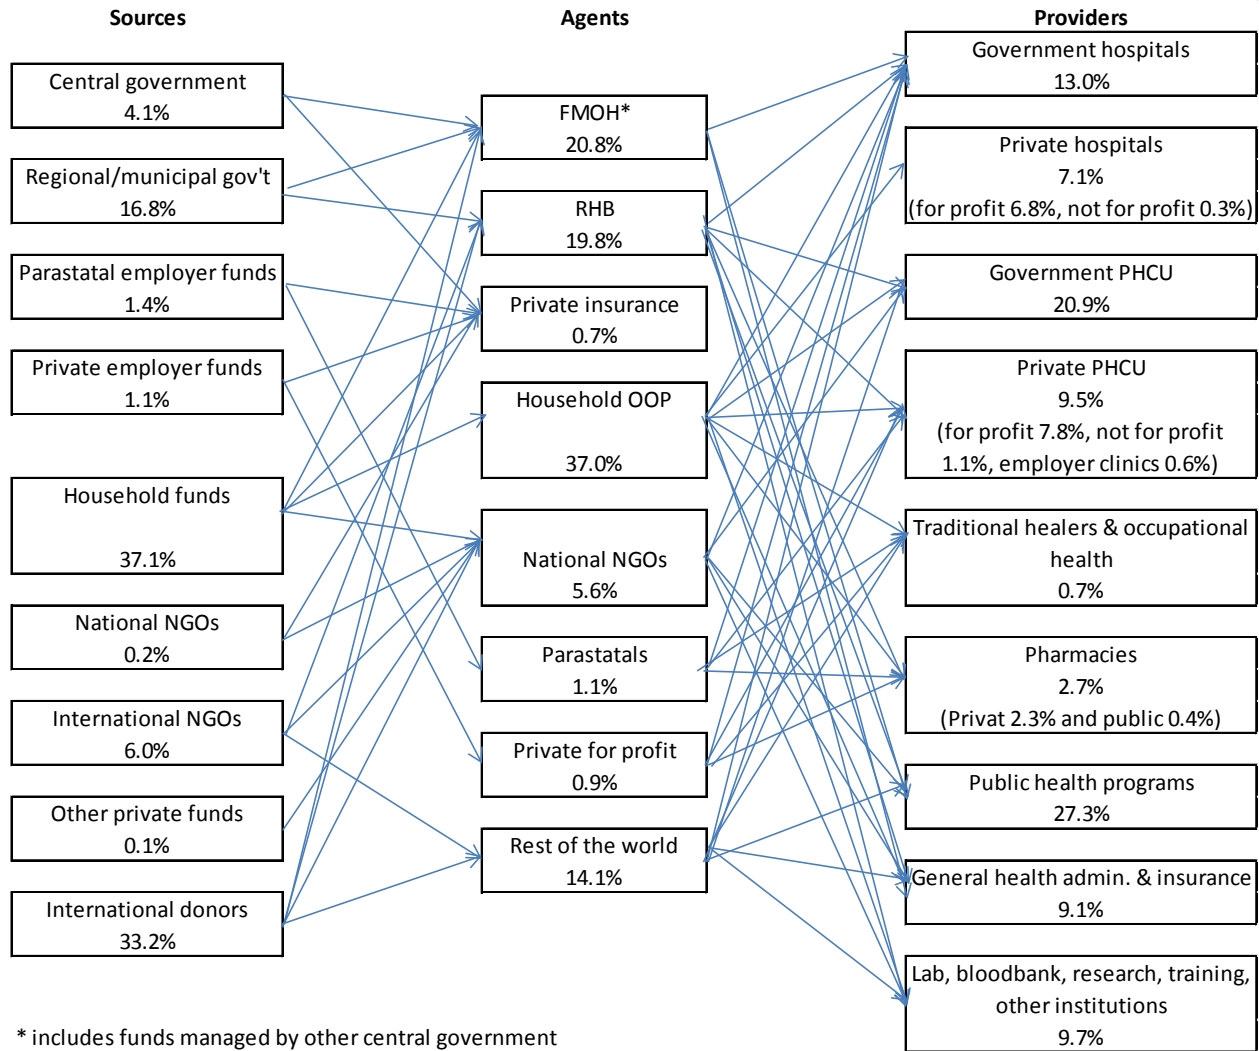 Sources
Agents
Providers
Central government
4.1%
Regional/municipal gov't
16.8%
Parastatal employer funds
1.4%
Private employer funds
1.1%
Household funds
37.1%
National NGOs
0.2%
International NGOs
6.0%
Other private funds
0.1%
International donors
33.2%
FMOH*
20.8%
RHB
19.8%
Private insurance
0.7%
Household OOP
37.0%
National NGOs
5.6%
Parastatals
1.1%
Private for profit
0.9%
Rest of the world
14.1%
Government hospitals
13.0%
Private hospitals
7.1%
(for profit 6.8%, not for profit 0.3%)
Government PHCU
20.9%
Private PHCU
9.5%
(for profit 7.8%, not for profit
1.1%, employer clinics 0.6%)
Traditional healers & occupational
health
0.7%
Pharmacies
2.7%
(Privat 2.3% and public 0.4%)
Public health programs
27.3%
General health admin. & insurance
9.1%
Lab, bloodbank, research, training,
other institutions
9.7%
* includes funds managed by other central government